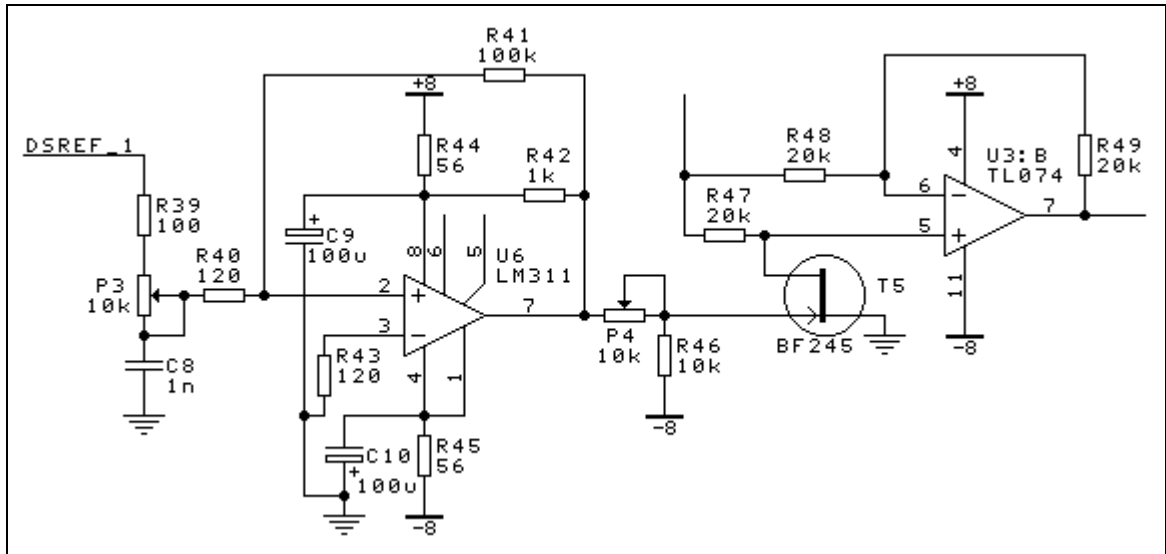 R41
100k
+8
+8
DSREF_1
R44
56
R42
1k
R48
20k
4
U3:B
TL074
R49
20k
R39
100
R47
20k
6
5
7
11
+
C9
100u
8
6
5
U6
LM311
R40
120
P3
10k
2
3
7
T5
BF245
P4
10k
R46
10k
R43
120
4
1
C8
1n
-8
-8
C10
+
100u
R45
56
-8